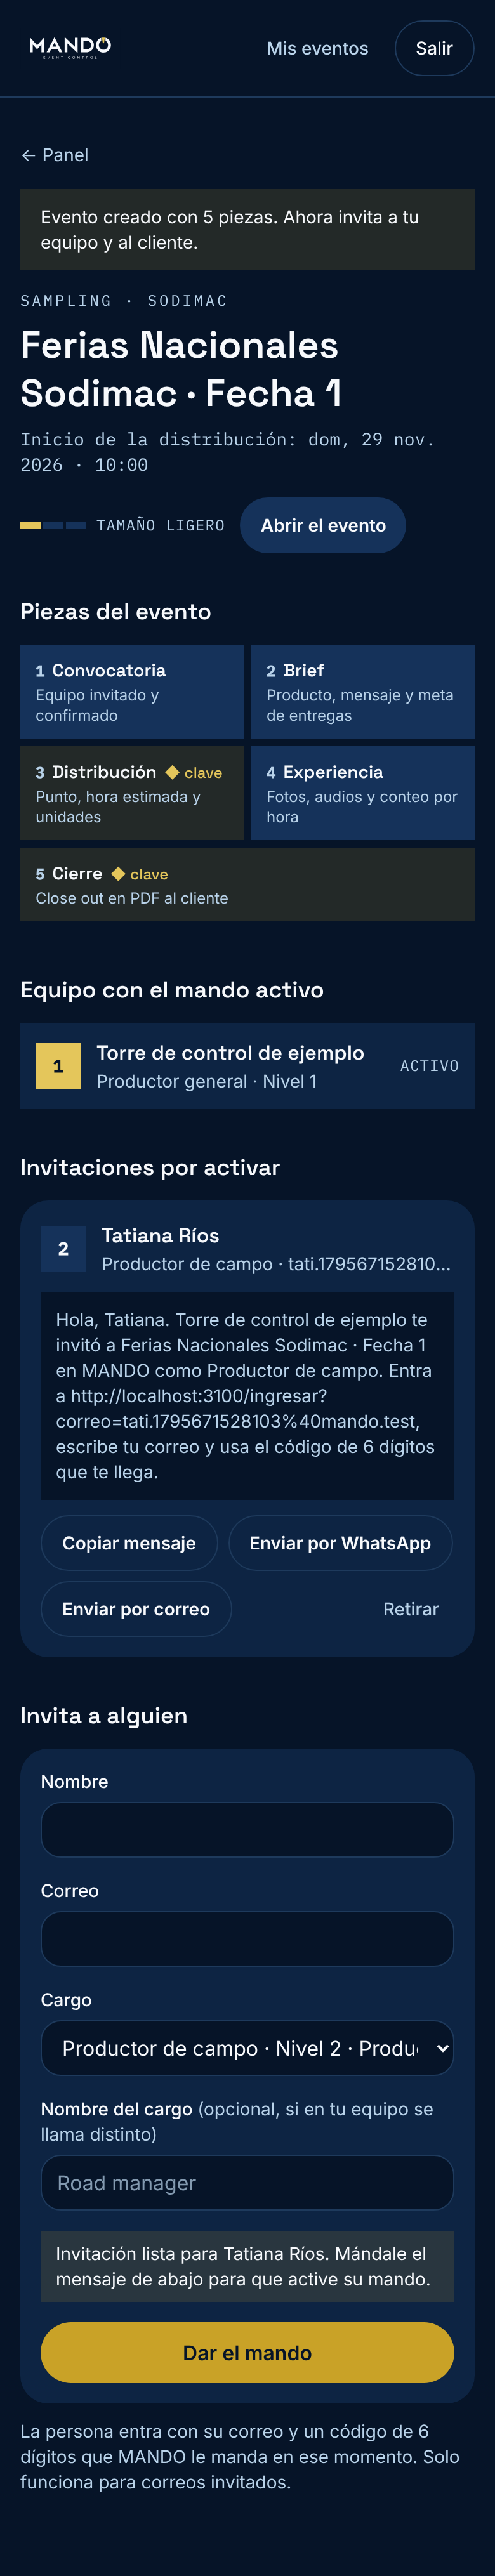 MANDO
EVENT CONTROL
Mis eventos
Salir
← Panel
Evento creado con 5 piezas. Ahora invita a tu
equipo y al cliente.
SAMPLING · SODIMAC
Ferias Nacionales
Sodimac · Fecha 1
Inicio de la distribución: dom, 29 nov.
2026 · 10:00
TAMAÑO LIGERO
Abrir el evento
Piezas del evento
1 Convocatoria
Equipo invitado y
confirmado
2 Brief
Producto, mensaje y meta
de entregas
3 Distribución ◆ clave
Punto, hora estimada y
unidades
4 Experiencia
Fotos, audios y conteo por
hora
5 Cierre ◆ clave
Close out en PDF al cliente
Equipo con el mando activo
1
Torre de control de ejemplo
Productor general · Nivel 1
ACTIVO
Invitaciones por activar
2
Tatiana Ríos
Productor de campo · tati.179567152810...
Hola, Tatiana. Torre de control de ejemplo te
invitó a Ferias Nacionales Sodimac · Fecha 1
en MANDO como Productor de campo. Entra
a http://localhost:3100/ingresar?
correo=tati.1795671528103%40mando.test,
escribe tu correo y usa el código de 6 dígitos
que te llega.
Copiar mensaje
Enviar por WhatsApp
Enviar por correo
Retirar
Invita a alguien
Nombre
Correo
Cargo
Productor de campo · Nivel 2 · Produ
Nombre del cargo (opcional, si en tu equipo se
llama distinto)
Road manager
Invitación lista para Tatiana Ríos. Mándale el
mensaje de abajo para que active su mando.
Dar el mando
La persona entra con su correo y un código de 6
dígitos que MANDO le manda en ese momento. Solo
funciona para correos invitados.